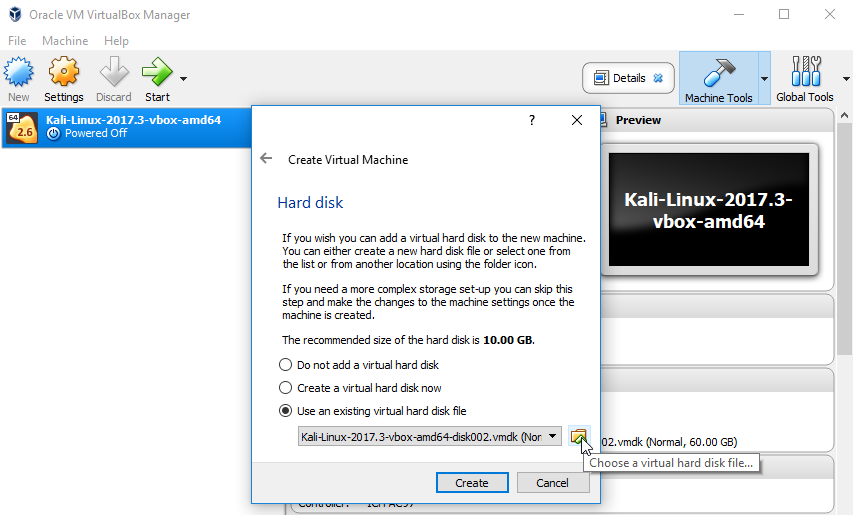 Oracle VM VirtualBox Manager
File Machine Help
New Settings Discard Start
Details
Machine Tools
Global Tools
64
2.6
Kali-Linux-2017.3-vbox-amd64
Powered Off
Preview
Kali-Linux-2017.3-
vbox-amd64
?
Create Virtual Machine
Hard disk
If you wish you can add a virtual hard disk to the new machine.
You can either create a new hard disk file or select one from
the list or from another location using the folder icon.
If you need a more complex storage set-up you can skip this
step and make the changes to the machine settings once the
machine is created.
The recommended size of the hard disk is 10.00 GB.
Do not add a virtual hard disk
Create a virtual hard disk now
Use an existing virtual hard disk file
Kali-Linux-2017.3-vbox-amd64-disk002.vmdk (Nor
02.vmdk (Normal, 60.00 GB)
Choose a virtual hard disk file...
Create Cancel